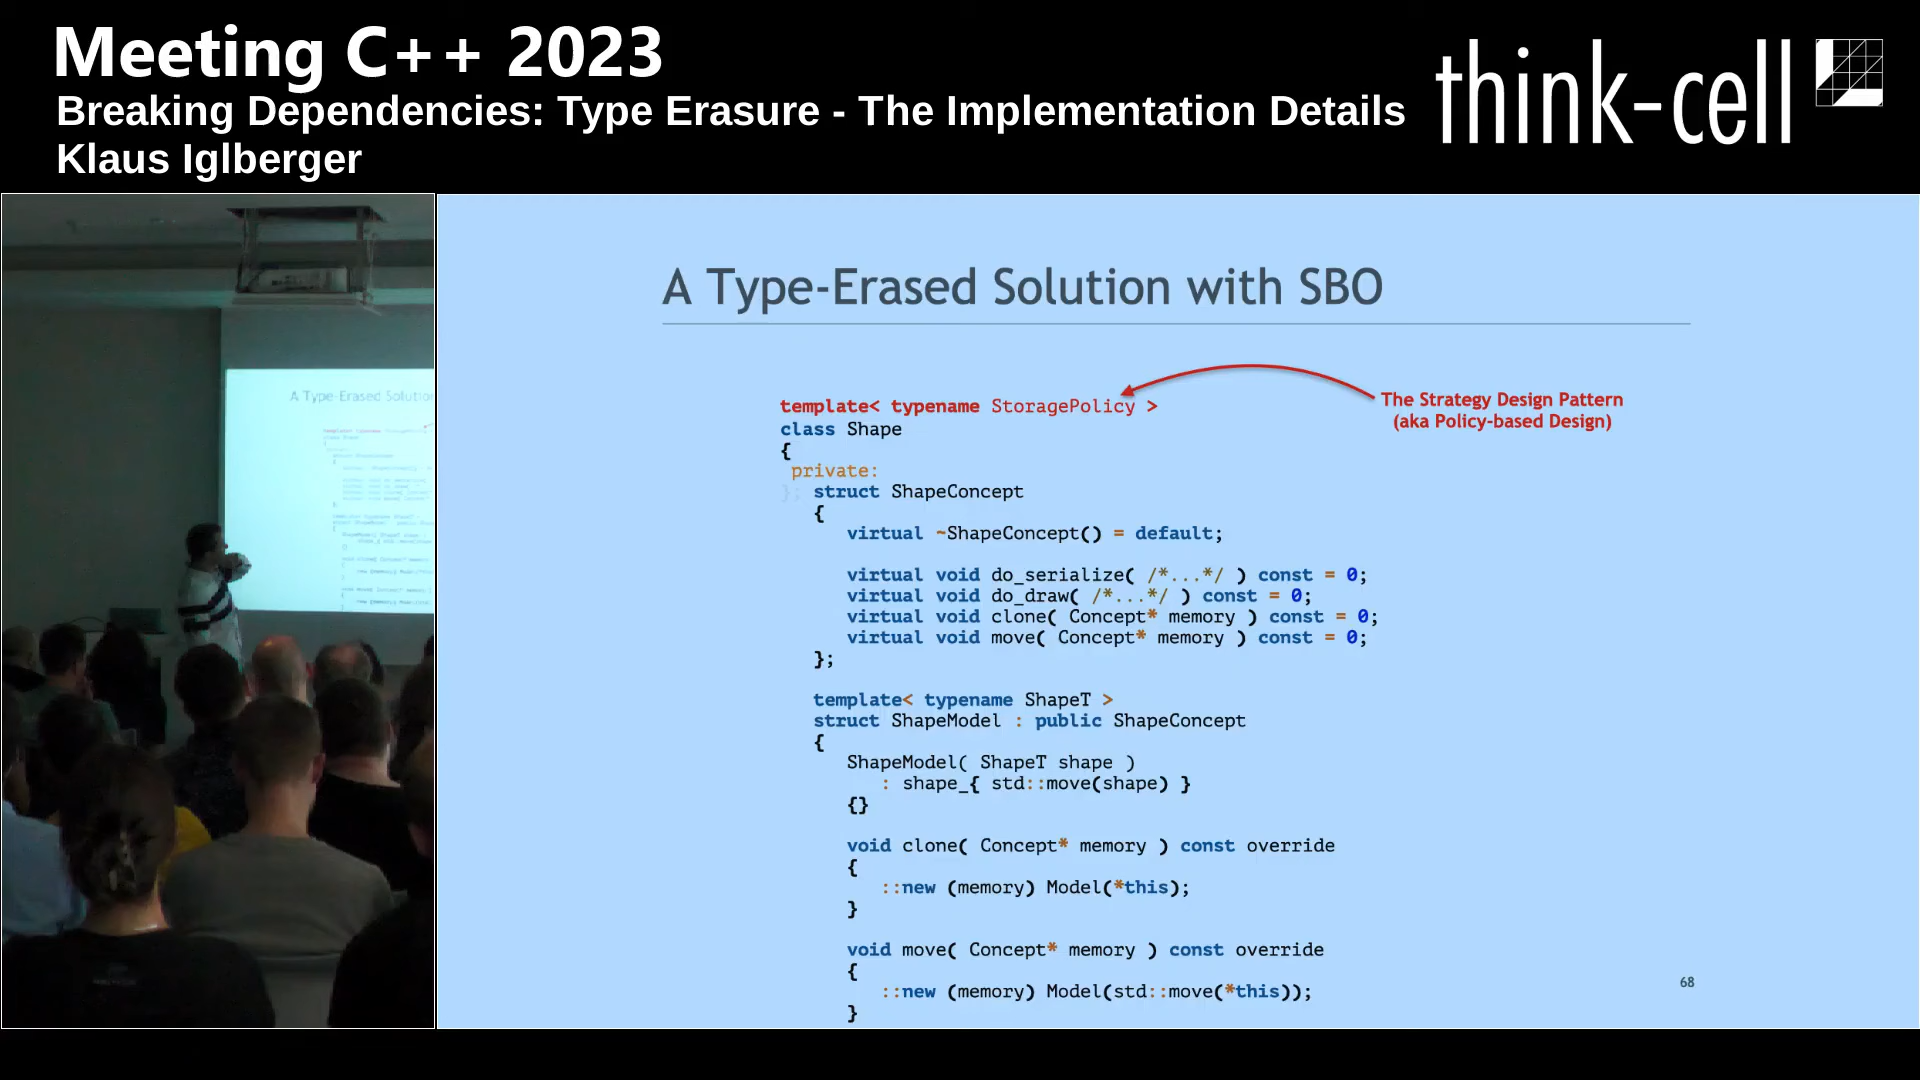 Meeting C++ 2023
Breaking Dependencies: Type Erasure - The Implementation Details
Klaus Iglberger
think-cell
A Type-Erased Solution
A Type-Erased Solution with SBO
The Strategy Design Pattern
(aka Policy-based Design)
template< typename StoragePolicy >
class Shape
{
private:
}; struct ShapeConcept
{
virtual ~ShapeConcept() = default;
virtual void do_serialize( /*...*/ ) const = 0;
virtual void do_draw( /*...*/ ) const = 0;
virtual void clone( Concept* memory ) const = 0;
virtual void move( Concept* memory ) const = 0;
};
template< typename ShapeT >
struct ShapeModel : public ShapeConcept
{
ShapeModel( ShapeT shape )
: shape_{ std::move(shape) }
{}
void clone( Concept* memory ) const override
{
::new (memory) Model(*this);
}
void move( Concept* memory ) const override
{
::new (memory) Model(std::move(*this));
}
68